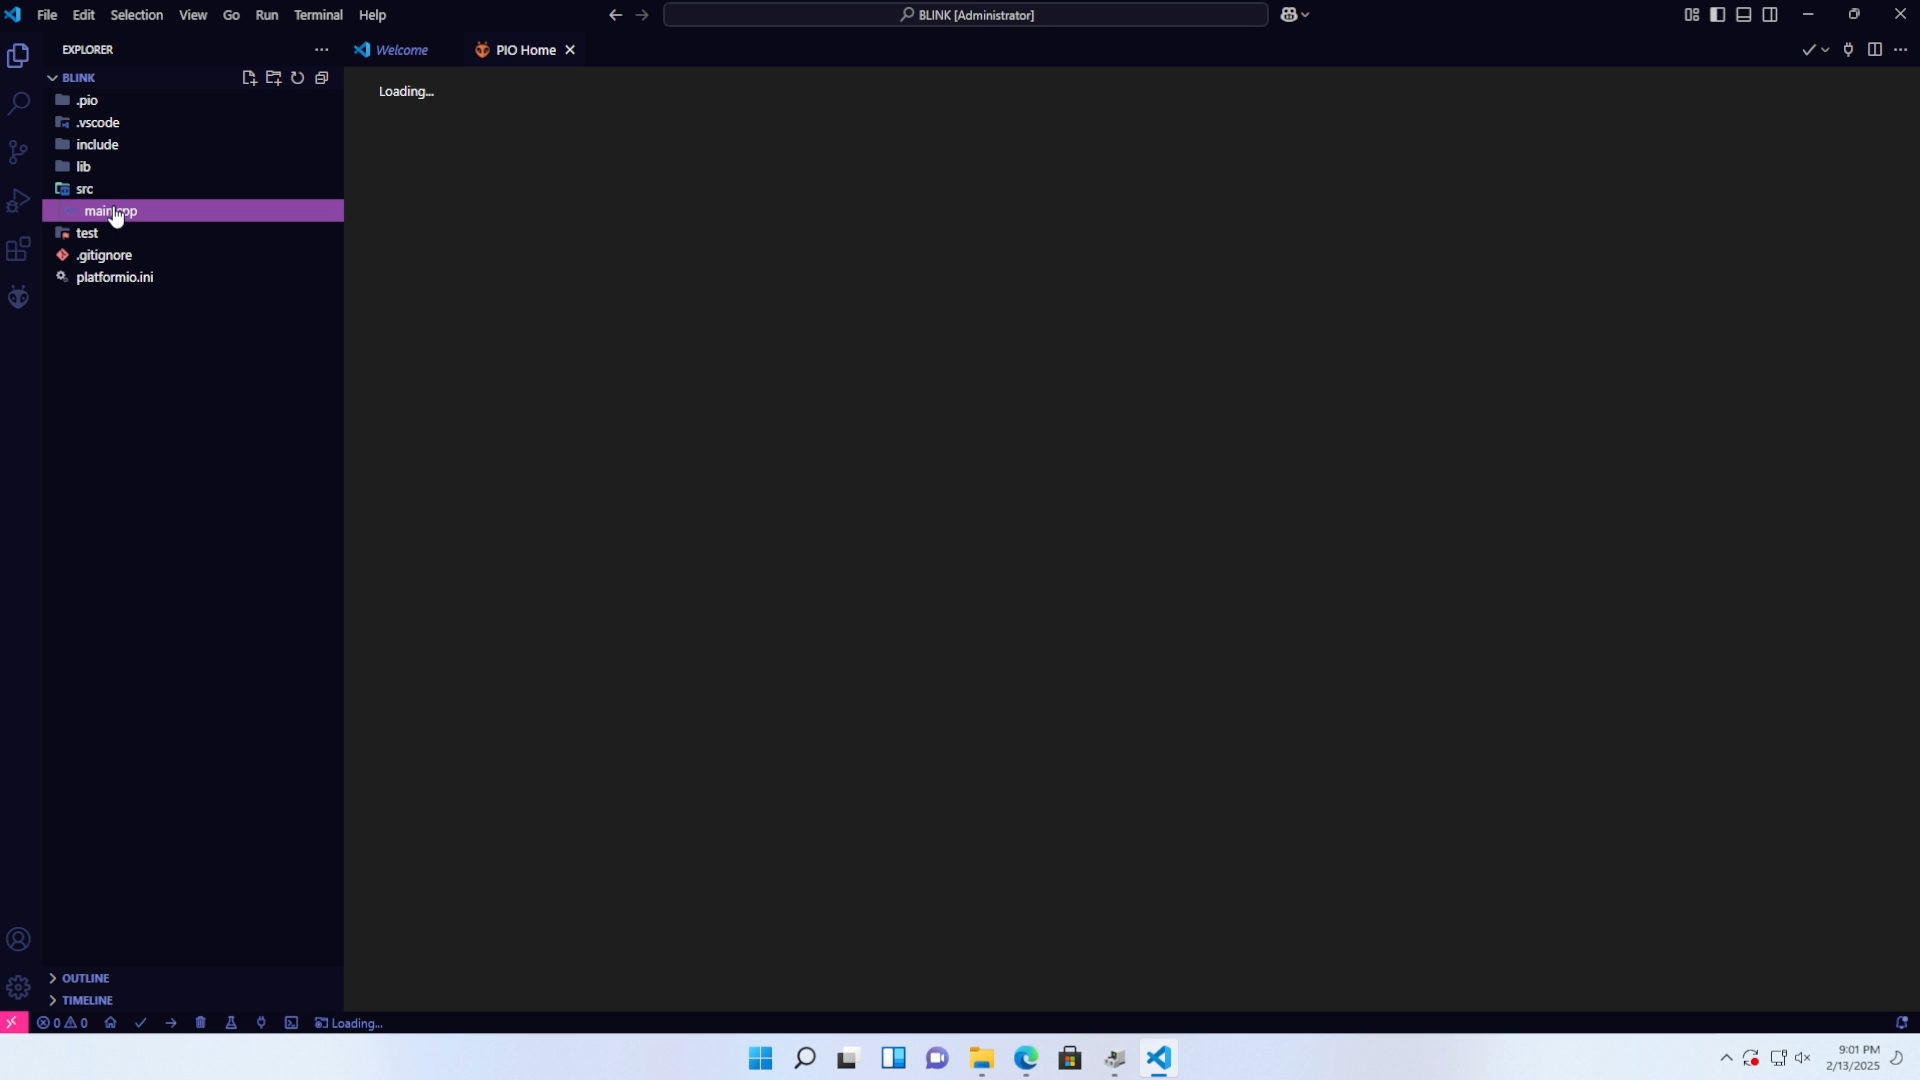 File Edit Selection View Go Run Terminal Help
BLINK [Administrator]
EXPLORER
Welcome
PIO Home
BLINK
Loading...
.pio
.vscode
include
lib
src
main.cpp
test
.gitignore
platformio.ini
OUTLINE
TIMELINE
0 0
Loading...
9:01 PM
2/13/2025